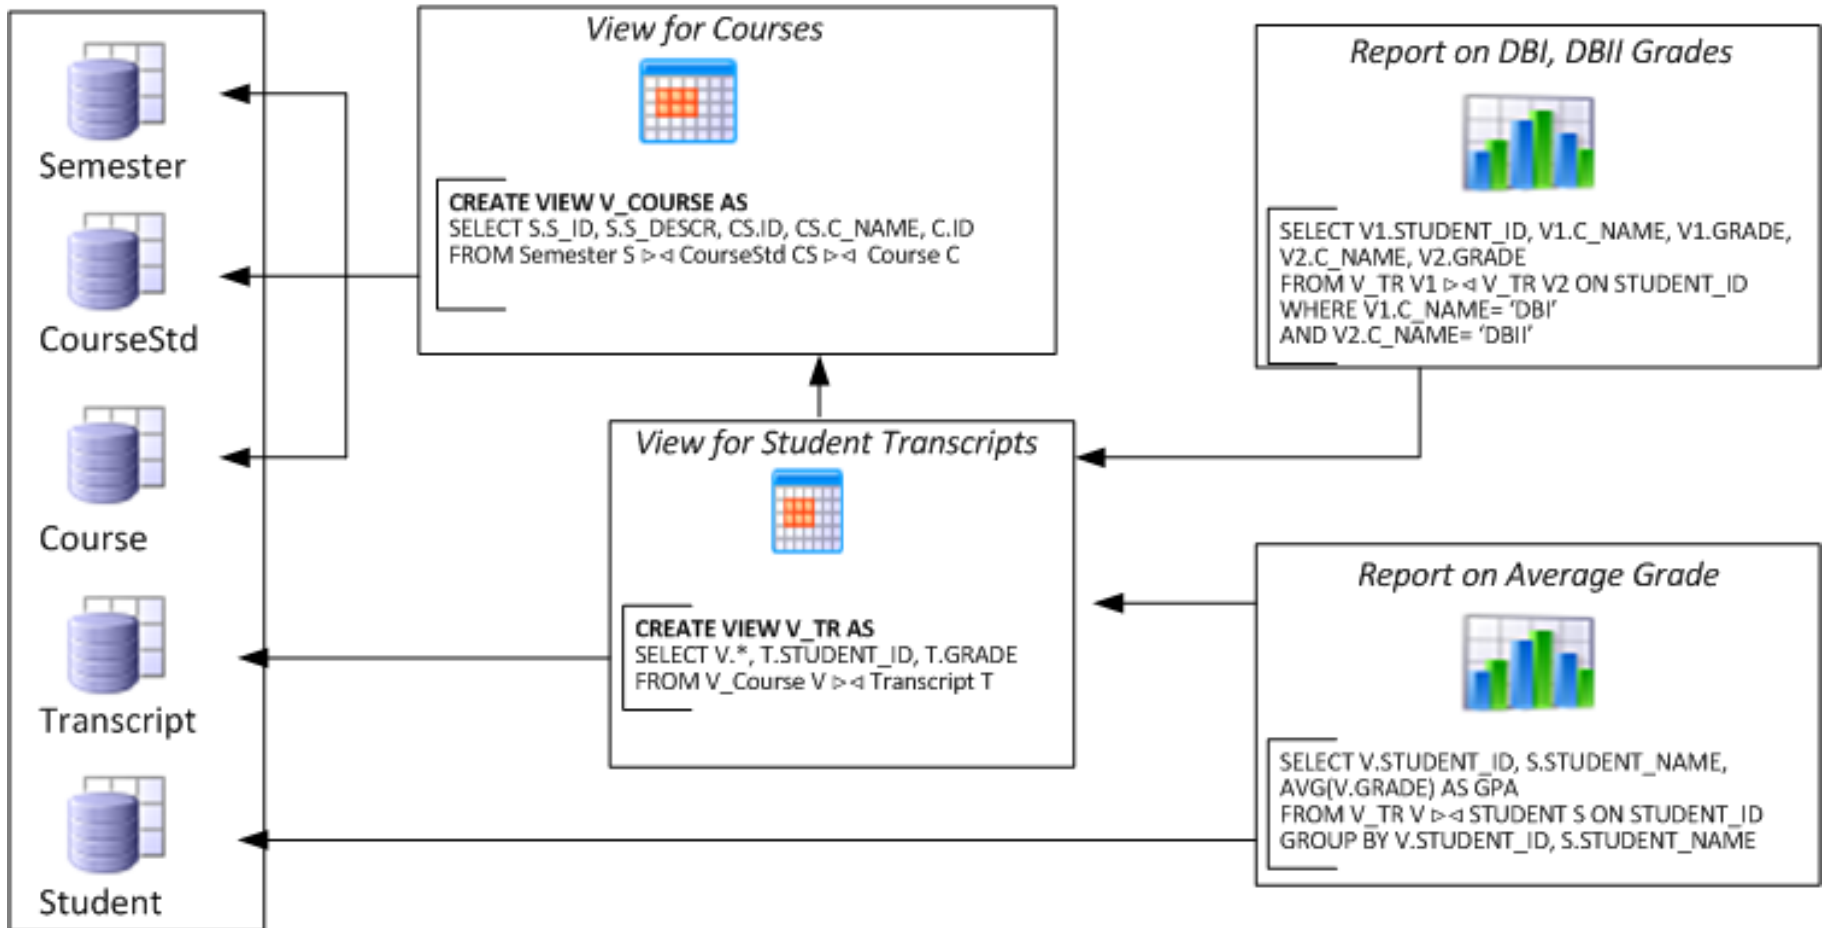 Semester
CourseStd
Course
Transcript
Student
View for Courses
CREATE VIEW V_COURSE AS
SELECT S.S_ID, S.S_DESCR, CS.ID, CS.C_NAME, C.ID
FROM Semester S ▷◁ CourseStd CS ▷◁ Course C
View for Student Transcripts
CREATE VIEW V_TR AS
SELECT V.*, T.STUDENT_ID, T.GRADE
FROM V_Course V ▷◁ Transcript T
Report on DBI, DBII Grades
SELECT V1.STUDENT_ID, V1.C_NAME, V1.GRADE,
V2.C_NAME, V2.GRADE
FROM V_TR V1 ▷◁ V_TR V2 ON STUDENT_ID
WHERE V1.C_NAME= ‘DBI’
AND V2.C_NAME= ‘DBII’
Report on Average Grade
SELECT V.STUDENT_ID, S.STUDENT_NAME,
AVG(V.GRADE) AS GPA
FROM V_TR V ▷◁ STUDENT S ON STUDENT_ID
GROUP BY V.STUDENT_ID, S.STUDENT_NAME